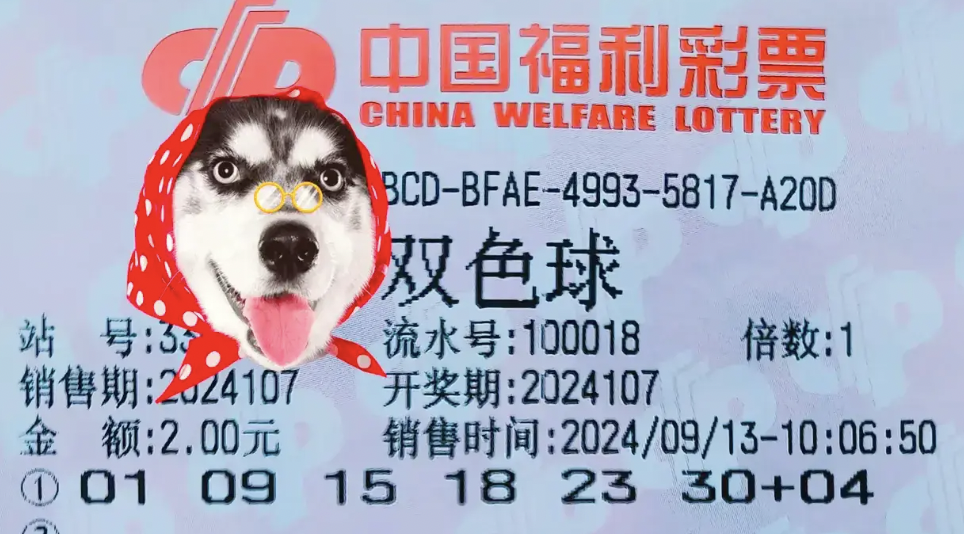 中国福利彩票
CHINA WELFARE LOTTERY
BCD-BFAE-4993-5817-A20D
双色球
站 号:33 流水号:100018 倍数:1
销售期:2024107 开奖期:2024107
金 额:2.00元 销售时间:2024/09/13-10:06:50
① 01 09 15 18 23 30+04